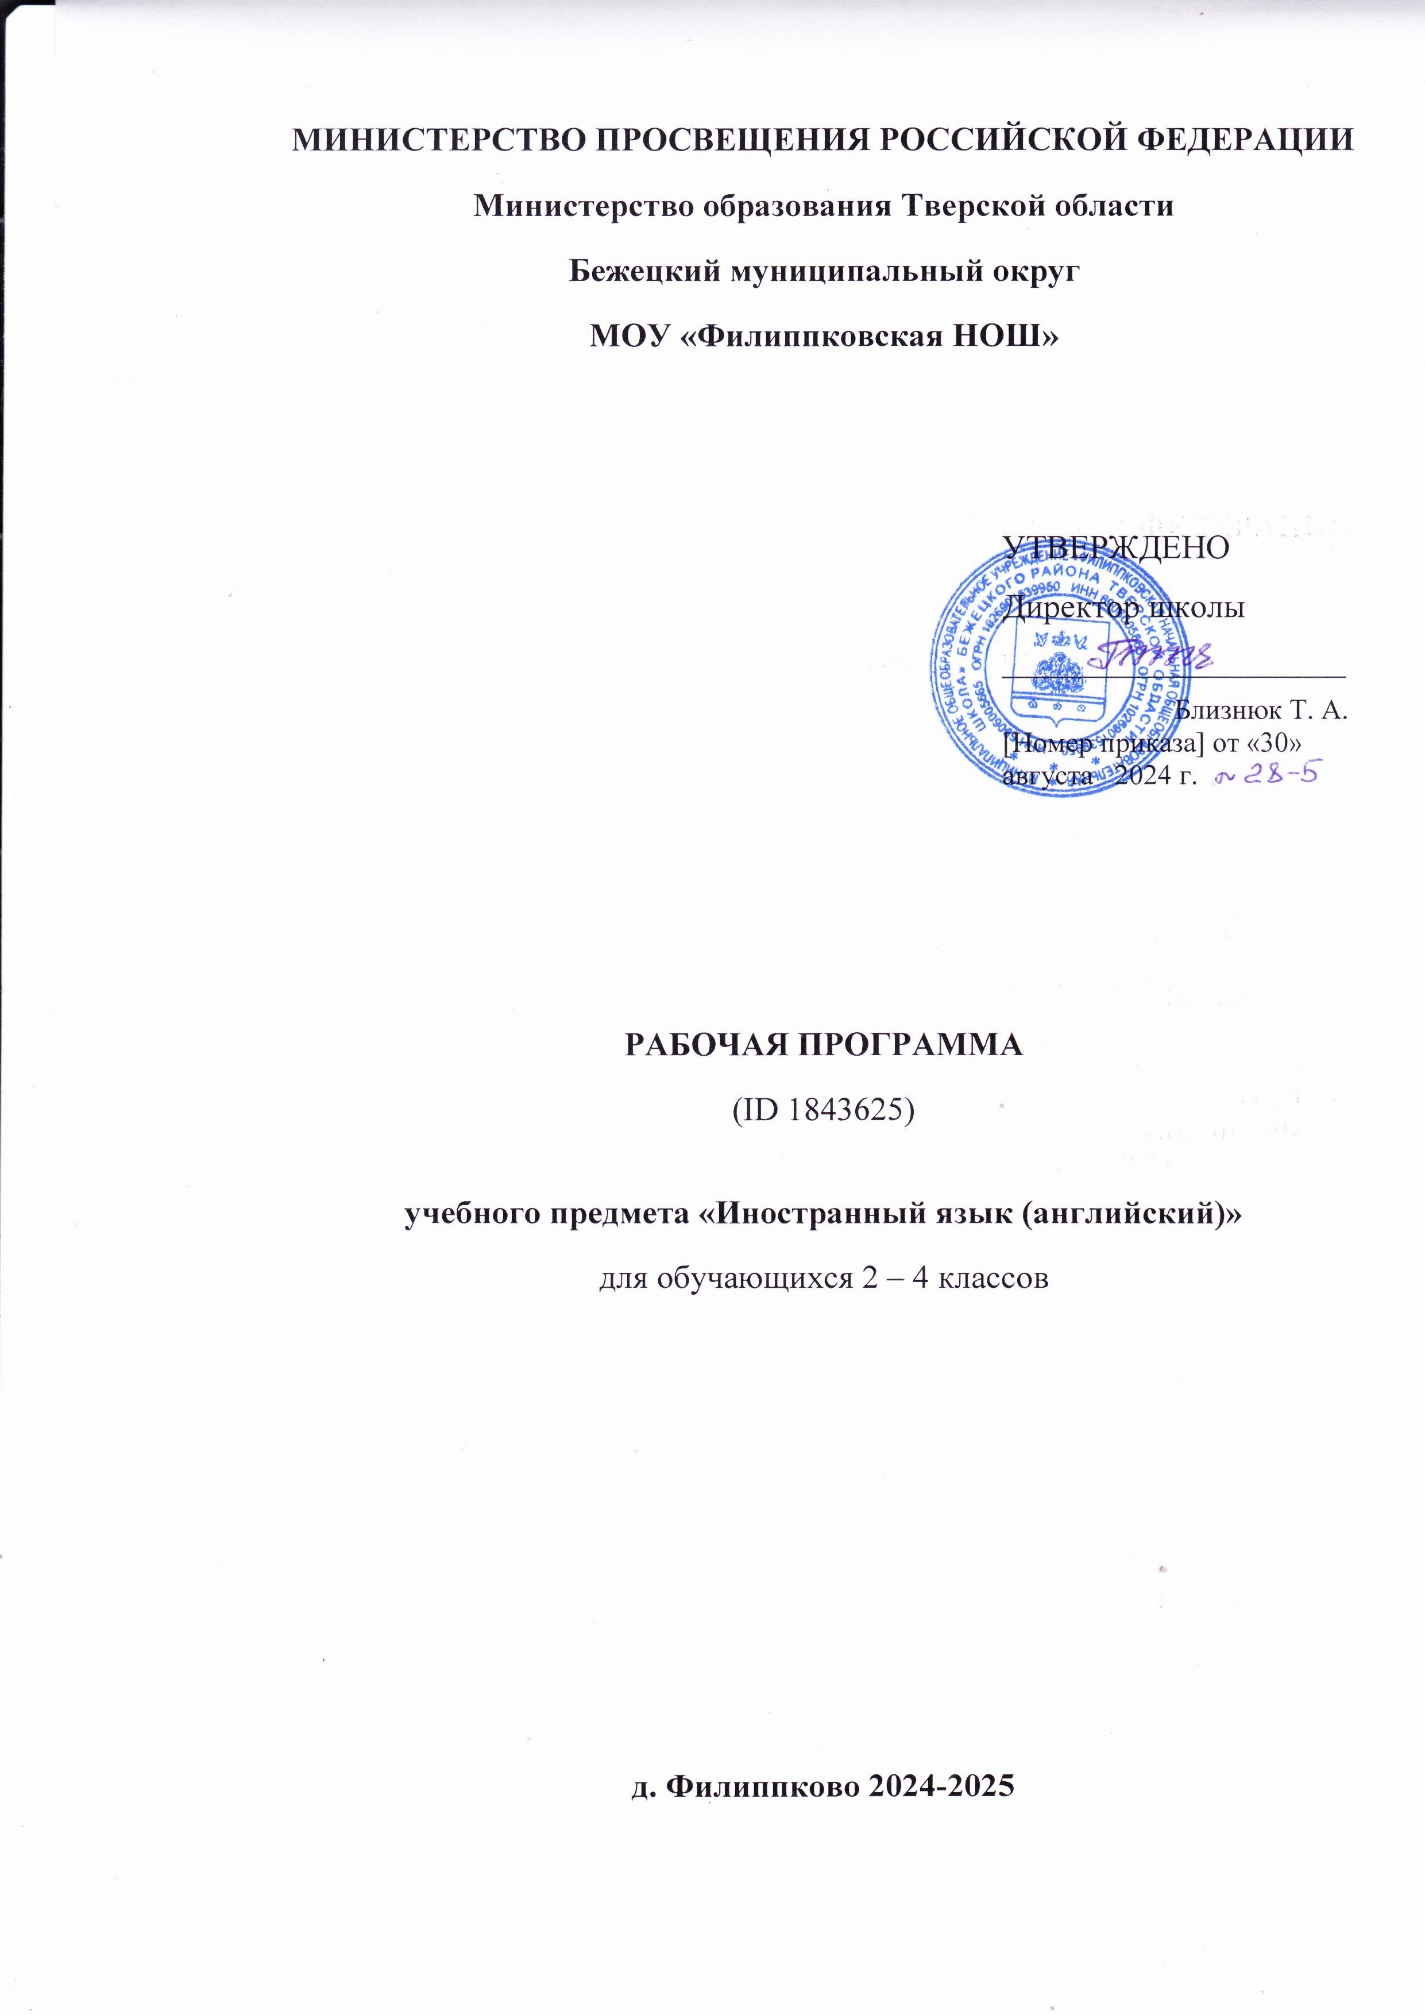 МИНИСТЕРСТВО ПРОСВЕЩЕНИЯ РОССИЙСКОЙ ФЕДЕРАЦИИ
Министерство образования Тверской области
Бежецкий муниципальный округ
МОУ «Филиппковская НОШ»
УТВЕРЖДЕНО
Директор школы
Близнюк Т. А.
[Номер приказа] от «30»
августа 2024 г. № 28-5
РАБОЧАЯ ПРОГРАММА
(ID 1843625)
учебного предмета «Иностранный язык (английский)»
для обучающихся 2 – 4 классов
д. Филиппково 2024-2025